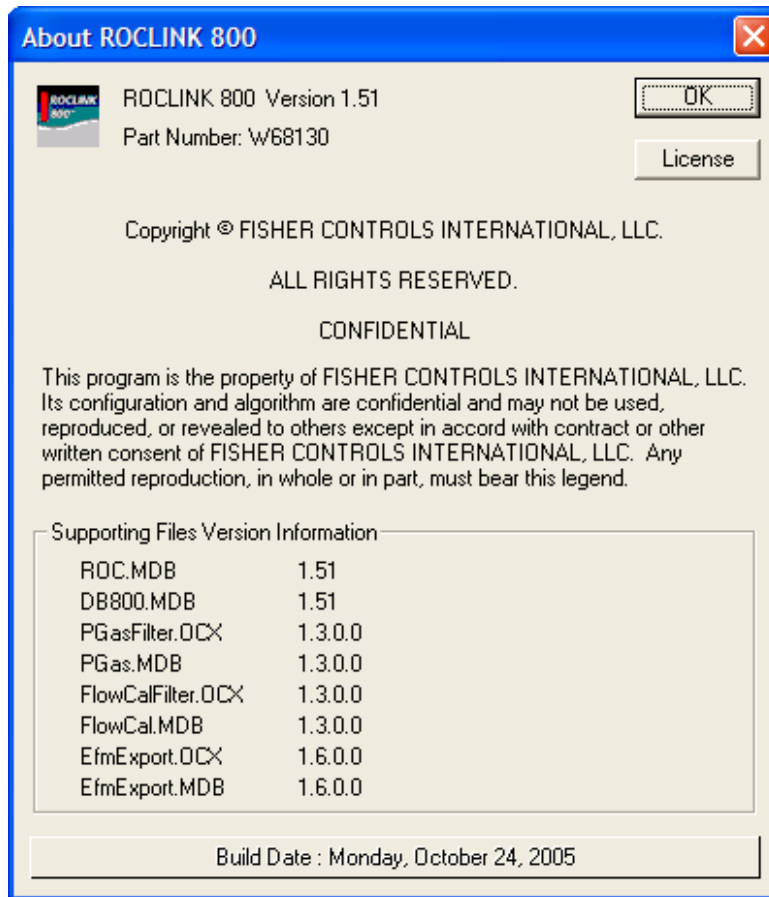 About ROCLINK 800
ROCLINK
800™
ROCLINK 800 Version 1.51
OK
Part Number: W68130
License
Copyright © FISHER CONTROLS INTERNATIONAL, LLC.
ALL RIGHTS RESERVED.
CONFIDENTIAL
This program is the property of FISHER CONTROLS INTERNATIONAL, LLC.
Its configuration and algorithm are confidential and may not be used,
reproduced, or revealed to others except in accord with contract or other
written consent of FISHER CONTROLS INTERNATIONAL, LLC. Any
permitted reproduction, in whole or in part, must bear this legend.
Supporting Files Version Information
ROC.MDB 1.51
DB800.MDB 1.51
PGasFilter.OCX 1.3.0.0
PGas.MDB 1.3.0.0
FlowCalFilter.OCX 1.3.0.0
FlowCal.MDB 1.3.0.0
EfmExport.OCX 1.6.0.0
EfmExport.MDB 1.6.0.0
Build Date : Monday, October 24, 2005